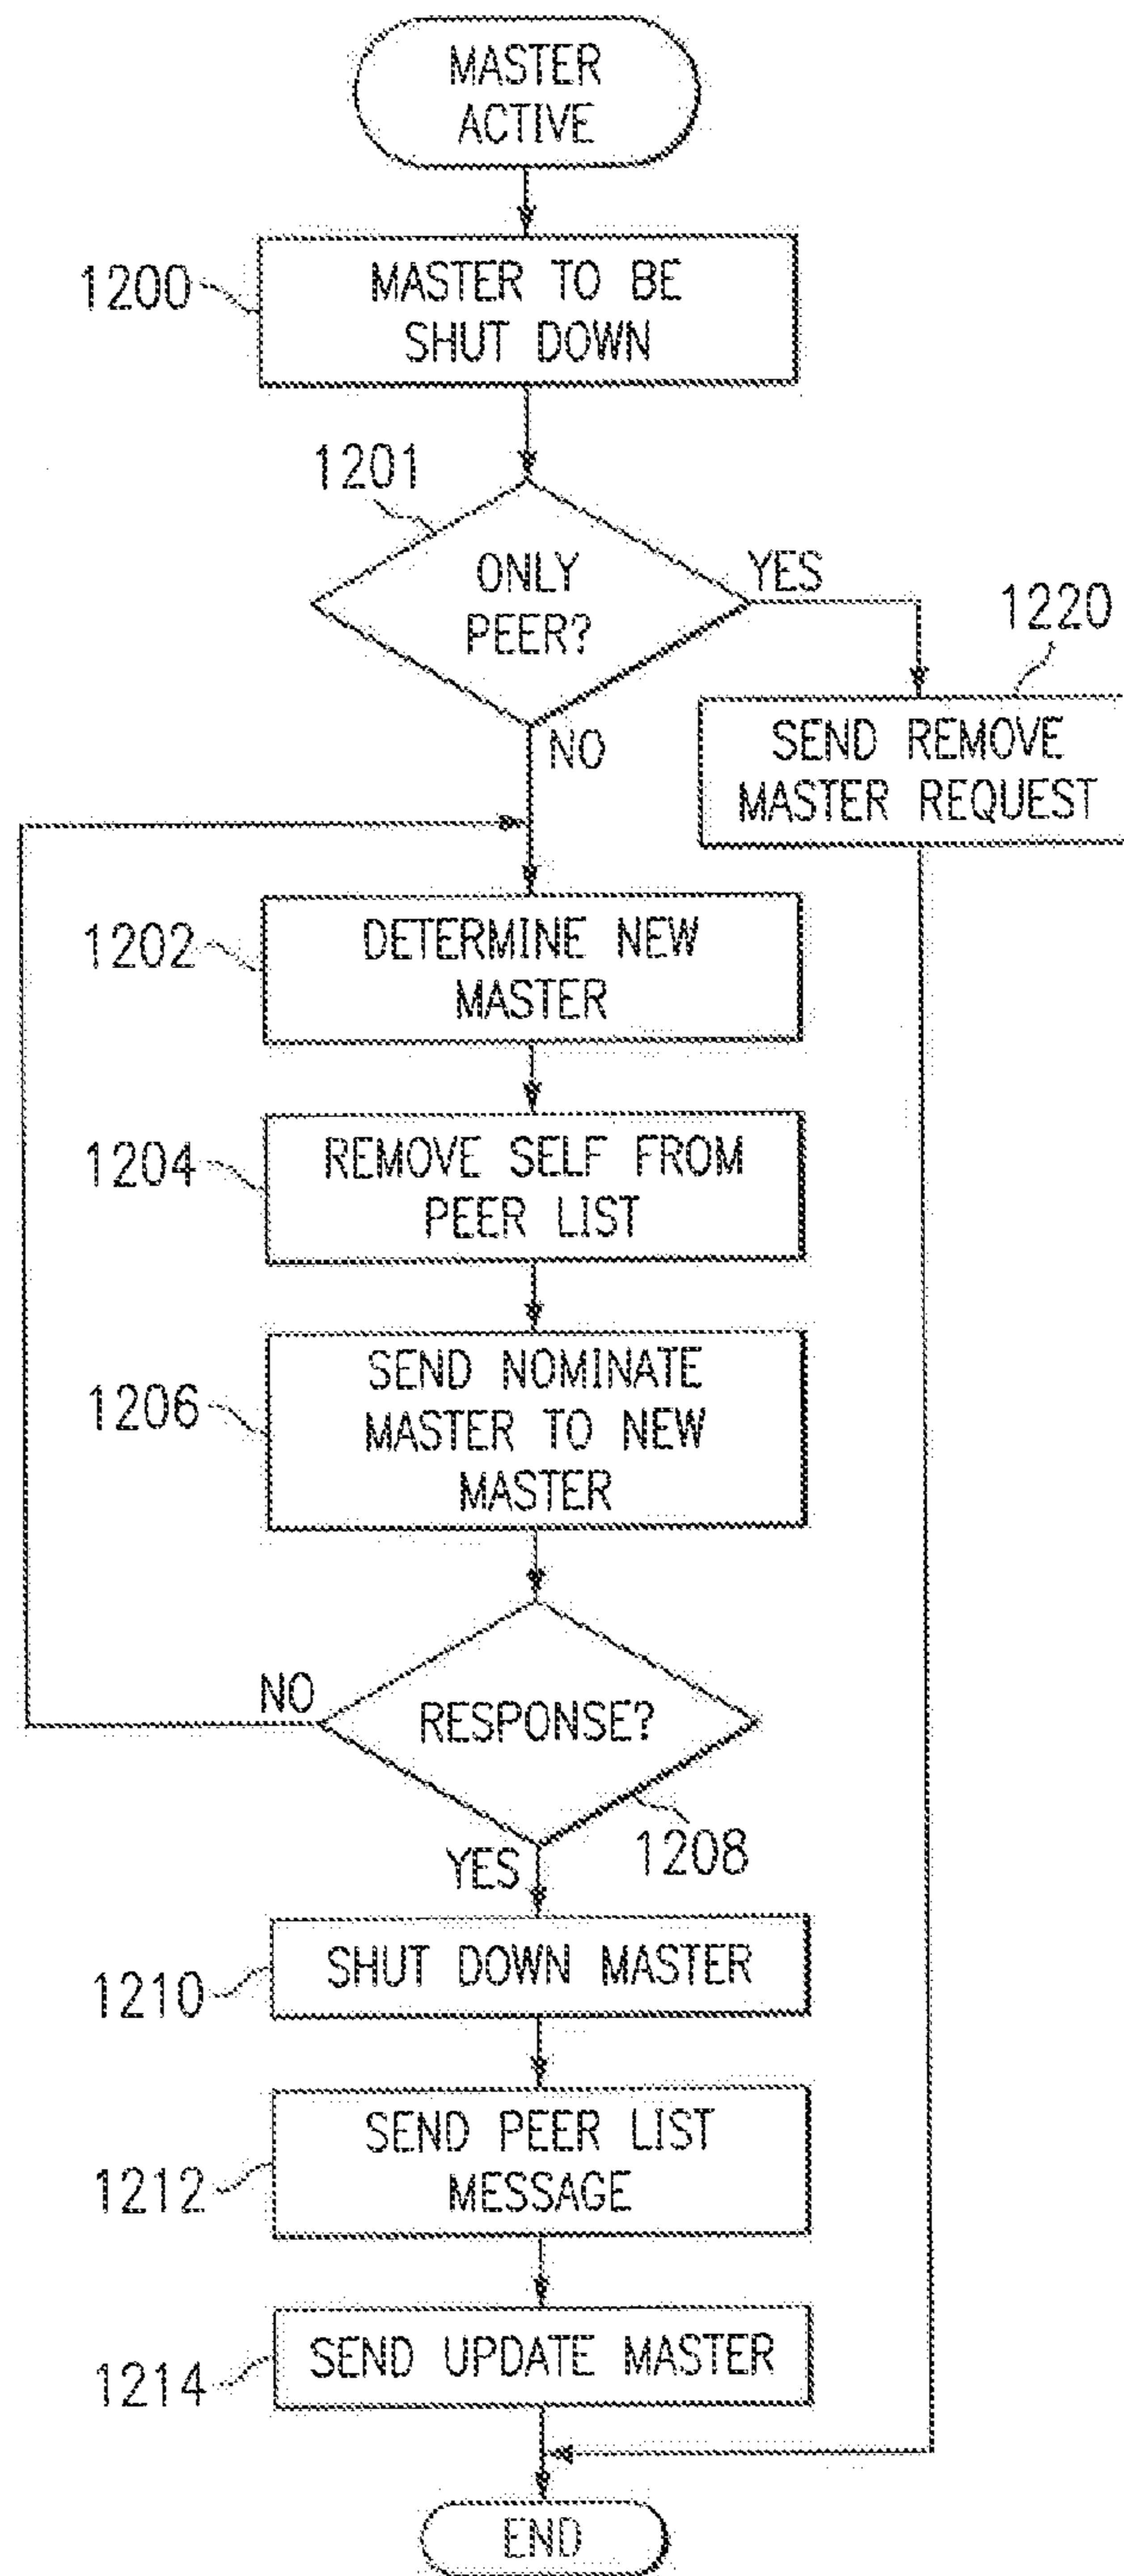 MASTER
ACTIVE
1200
MASTER TO BE
SHUT DOWN
1201
ONLY
PEER?
YES
NO
1220
SEND REMOVE
MASTER REQUEST
1202
DETERMINE NEW
MASTER
1204
REMOVE SELF FROM
PEER LIST
1206
SEND NOMINATE
MASTER TO NEW
MASTER
NO
RESPONSE?
1208
YES
1210
SHUT DOWN MASTER
1212
SEND PEER LIST
MESSAGE
1214
SEND UPDATE MASTER
END